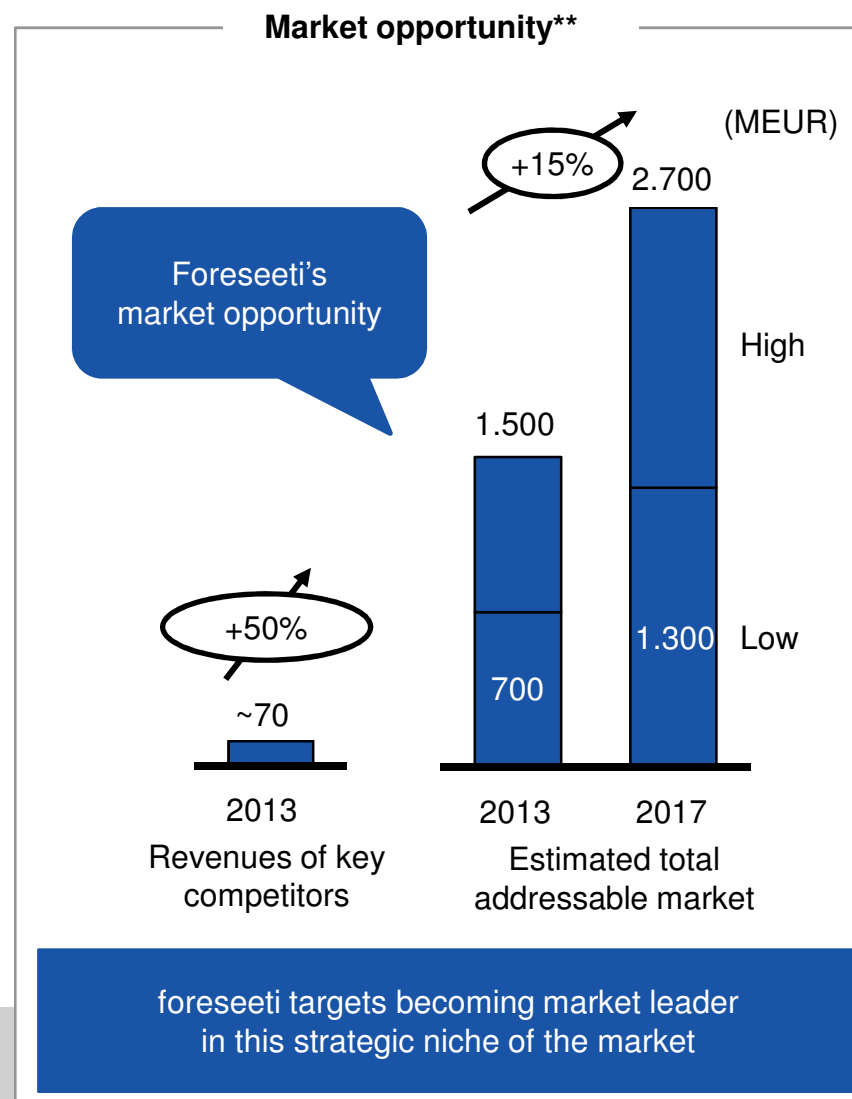 Market opportunity**
(MEUR)
+15%
2.700
Foreseeti's
market opportunity
High
1.500
+50%
1.300
Low
700
~70
2013
2013
2017
Revenues of key
competitors
Estimated total
addressable market
foreseeti targets becoming market leader
in this strategic niche of the market